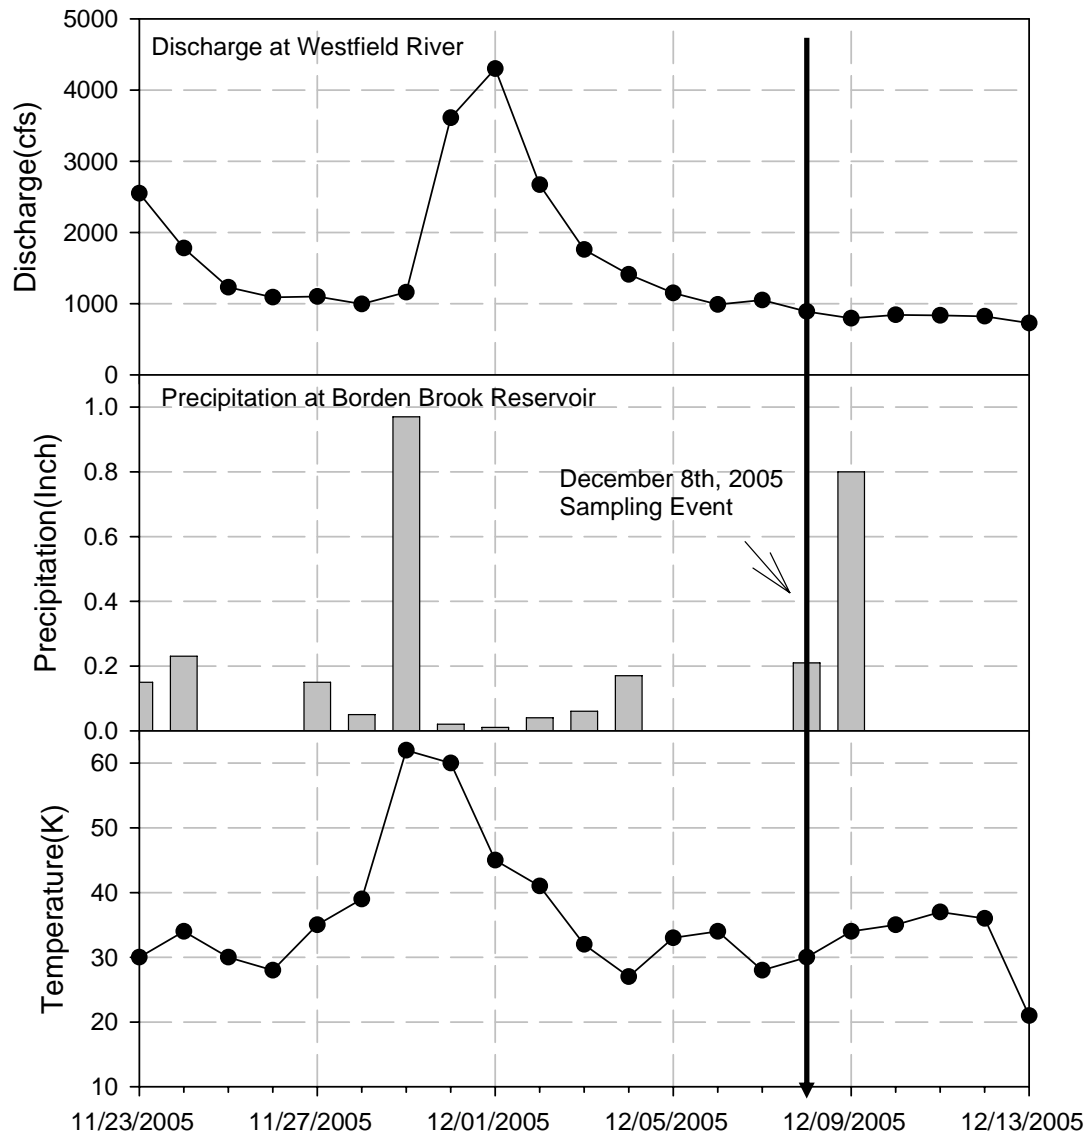 Discharge at Westfield River
Discharge(cfs)
5000
4000
3000
2000
1000
0
Precipitation at Borden Brook Reservoir
Precipitation(Inch)
1.0
0.8
0.6
0.4
0.2
0.0
December 8th, 2005
Sampling Event
Temperature(K)
60
50
40
30
20
10
11/23/2005 11/27/2005 12/01/2005 12/05/2005 12/09/2005 12/13/2005